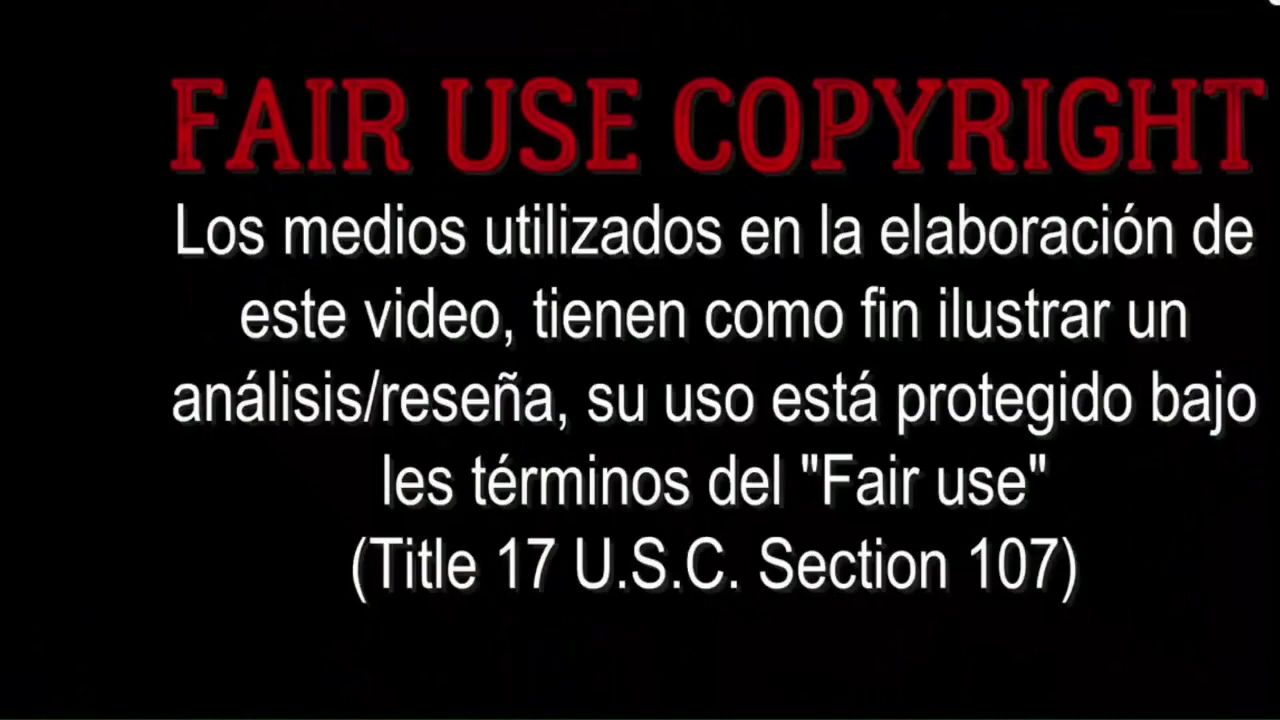 FAIR USE COPYRIGHT
Los medios utilizados en la elaboración de
este video, tienen como fin ilustrar un
análisis/reseña, su uso está protegido bajo
les términos del "Fair use"
(Title 17 U.S.C. Section 107)